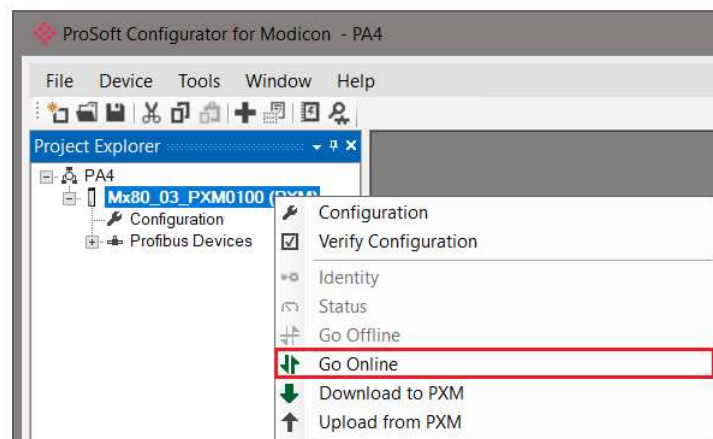 ProSoft Configurator for Modicon - PA4
File Device Tools Window Help
Project Explorer
PA4
Mx80_03_PXM0100 (PXM)
Configuration
Profibus Devices
Configuration
Verify Configuration
Identity
Status
Go Offline
Go Online
Download to PXM
Upload from PXM